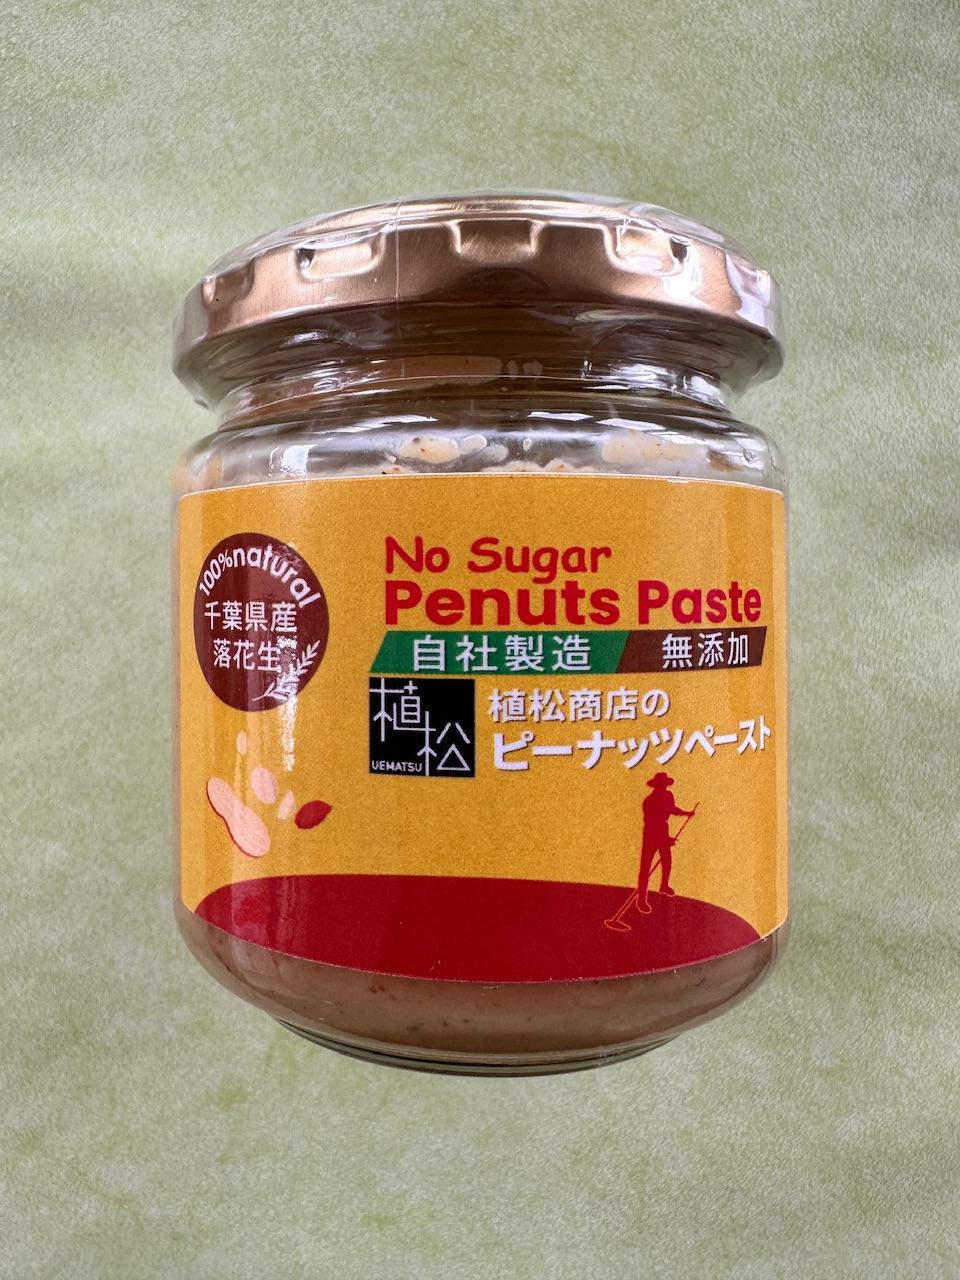 100%natural
千葉県産
落花生
No Sugar
Penuts Paste
自社製造 無添加
植松
UEMATSU
植松商店の
ピーナッツペースト